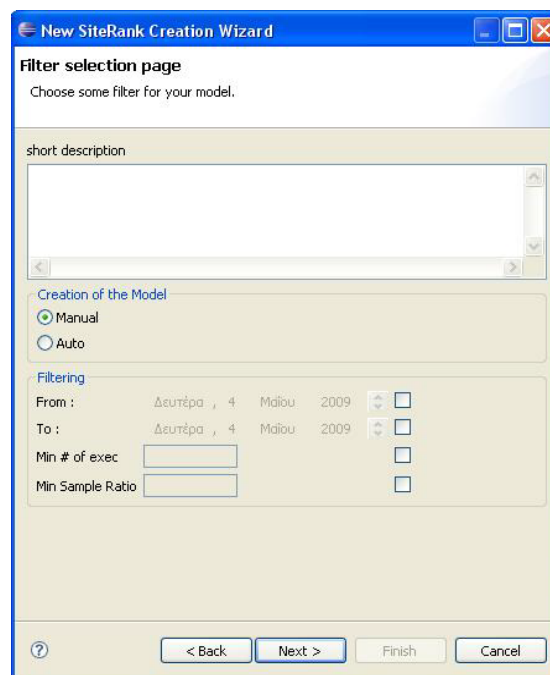 New SiteRank Creation Wizard
Filter selection page
Choose some filter for your model.
short description
Creation of the Model
Manual
Auto
Filtering
From : Δευτέρα , 4 Μαΐου 2009
To : Δευτέρα , 4 Μαΐου 2009
Min # of exec
Min Sample Ratio
? < Back Next > Finish Cancel